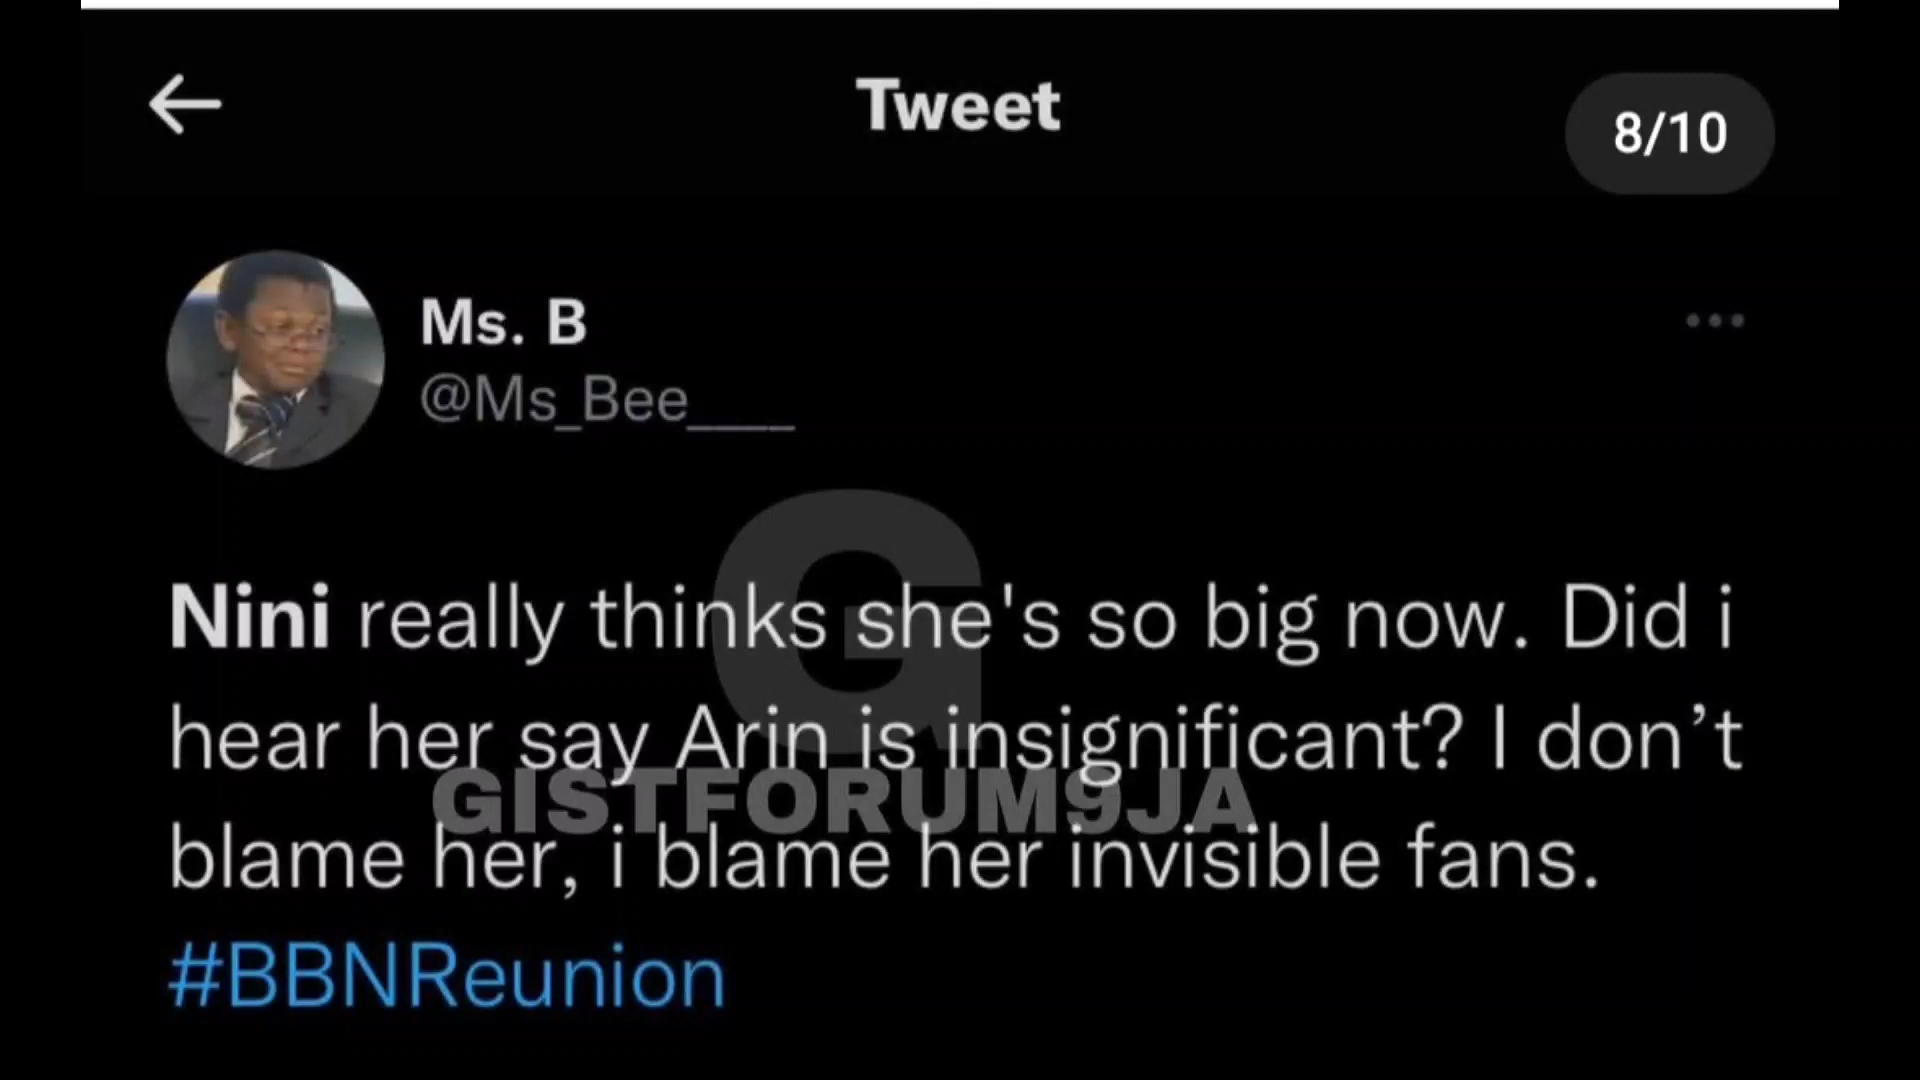 Tweet
8/10
Ms. B
@Ms_Bee____
Nini really thinks she's so big now. Did i
hear her say Arin is insignificant? I don’t
blame her, i blame her invisible fans.
#BBNReunion
G
GISTFORUM9JA